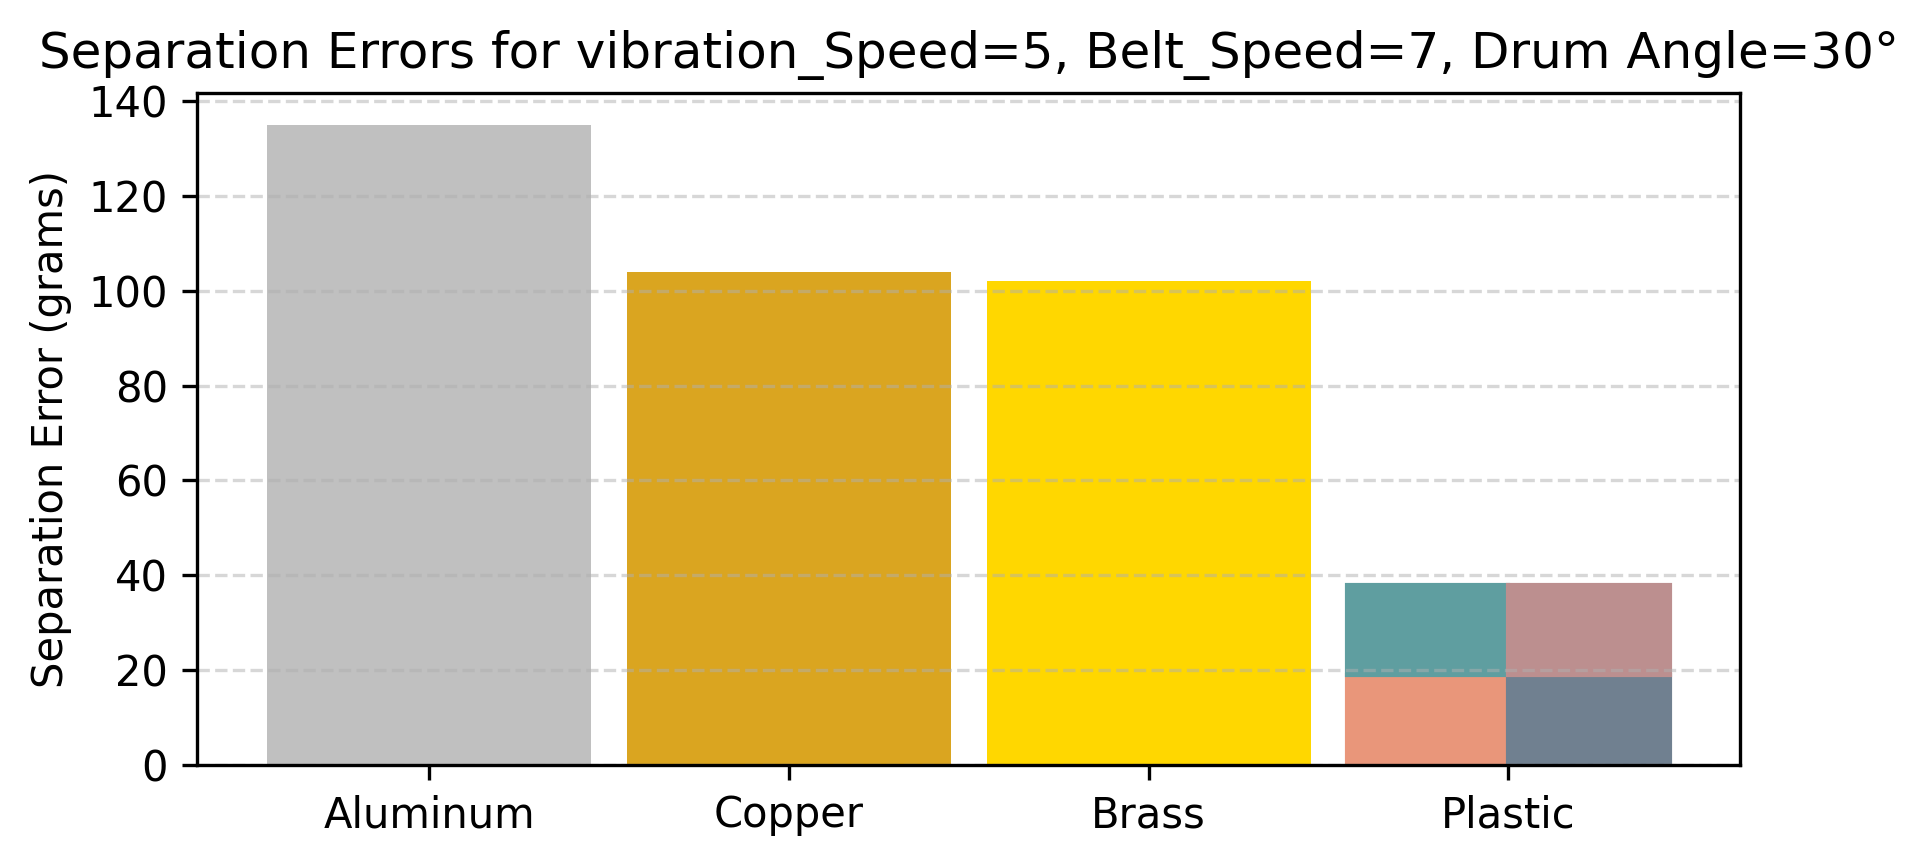 Separation Errors for vibration_Speed=5, Belt_Speed=7, Drum Angle=30°
Separation Error (grams)
140
120
100
80
60
40
20
0
Aluminum Copper Brass Plastic